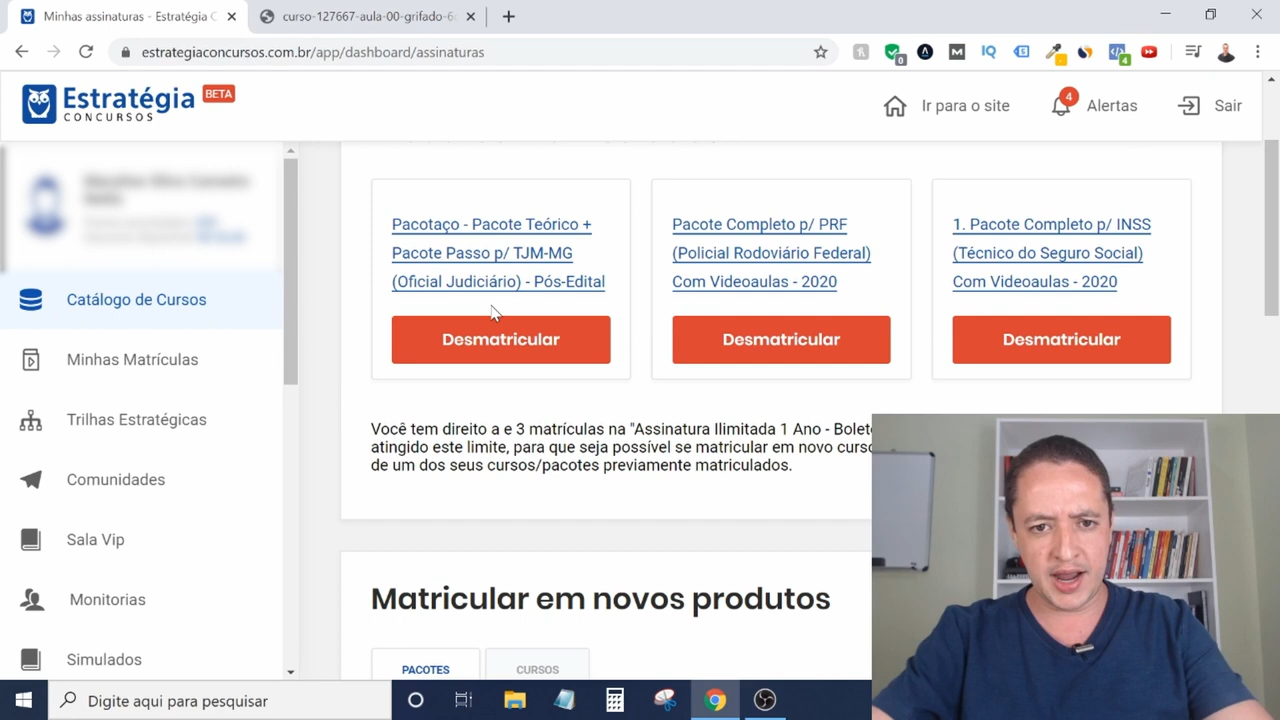 Minhas assinaturas - Estratégia C
curso-127667-aula-00-grifado-6
estrategiaconcursos.com.br/app/dashboard/assinaturas
0
M
IQ
4
Estratégia BETA
CONCURSOS
Ir para o site
4
Alertas
Sair
Catálogo de Cursos
Minhas Matrículas
Trilhas Estratégicas
Comunidades
Sala Vip
Monitorias
Simulados
Pacotaço - Pacote Teórico +
Pacote Passo p/ TJM-MG
(Oficial Judiciário) - Pós-Edital
Desmatricular
Pacote Completo p/ PRF
(Policial Rodoviário Federal)
Com Videoaulas - 2020
Desmatricular
1. Pacote Completo p/ INSS
(Técnico do Seguro Social)
Com Videoaulas - 2020
Desmatricular
Você tem direito a e 3 matrículas na "Assinatura Ilimitada 1 Ano - Bolet
atingido este limite, para que seja possível se matricular em novo curs
de um dos seus cursos/pacotes previamente matriculados.
Matricular em novos produtos
PACOTES
CURSOS
Digite aqui para pesquisar